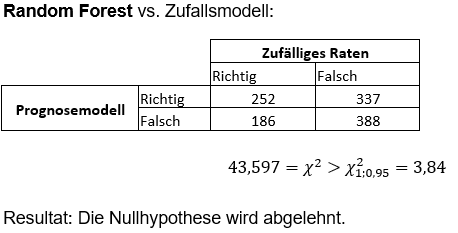 Random Forest vs. Zufallsmodell:
Zufälliges Raten
Richtig Falsch
Prognosemodell Richtig 252 337
Falsch 186 388
43,597 = χ² > χ²₁;₀,₉₅ = 3,84
Resultat: Die Nullhypothese wird abgelehnt.